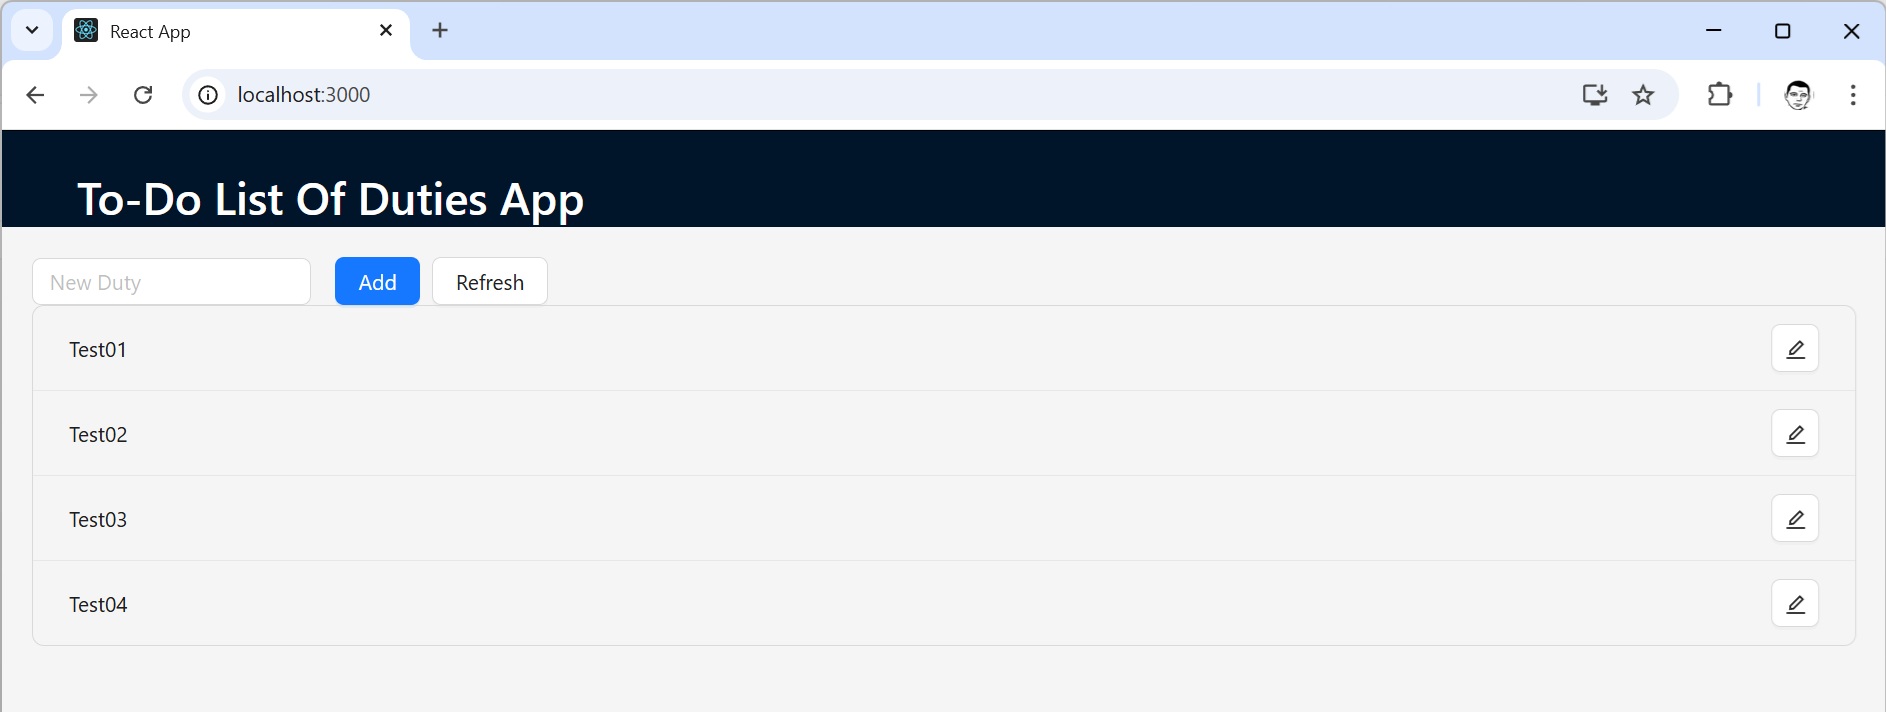 React App
localhost:3000
To-Do List Of Duties App
New Duty Add Refresh
Test01
Test02
Test03
Test04